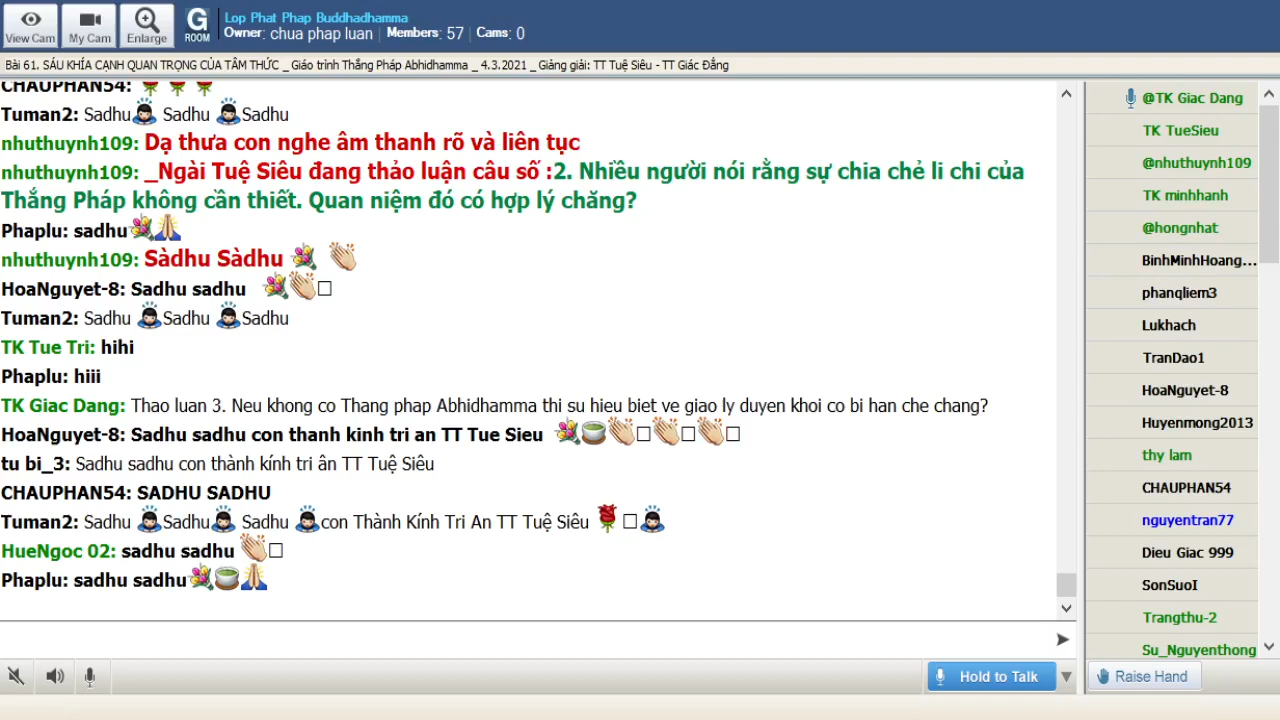 View Cam
My Cam
Enlarge
G
ROOM
Lop Phat Phap Buddhadhamma
Owner: chua phap luan | Members: 57 | Cams: 0
Bài 61. SÁU KHÍA CẠNH QUAN TRỌNG CỦA TÂM THỨC _ Giáo trình Thắng Pháp Abhidhamma _ 4.3.2021 _ Giảng giải: TT Tuệ Siêu - TT Giác Đẳng
CHAUPHAN54:
Tuman2: Sadhu Sadhu Sadhu
nhuthuynh109: Dạ thưa con nghe âm thanh rõ và liên tục
nhuthuynh109: _Ngài Tuệ Siêu đang thảo luận câu số :2. Nhiều người nói rằng sự chia chẻ li chi của
Thắng Pháp không cần thiết. Quan niệm đó có hợp lý chăng?
Phaplu: sadhu
nhuthuynh109: Sàdhu Sàdhu
HoaNguyet-8: Sadhu sadhu
Tuman2: Sadhu Sadhu Sadhu
TK Tue Tri: hihi
Phaplu: hiii
TK Giac Dang: Thao luan 3. Neu khong co Thang phap Abhidhamma thi su hieu biet ve giao ly duyen khoi co bi han che chang?
HoaNguyet-8: Sadhu sadhu con thanh kinh tri an TT Tue Sieu
tu bi_3: Sadhu sadhu con thành kính tri ân TT Tuệ Siêu
CHAUPHAN54: SADHU SADHU
Tuman2: Sadhu Sadhu Sadhu con Thành Kính Tri An TT Tuệ Siêu
HueNgoc 02: sadhu sadhu
Phaplu: sadhu sadhu
@TK Giac Dang
TK TueSieu
@nhuthuynh109
TK minhhanh
@hongnhat
BinhMinhHoang...
phanqliem3
Lukhach
TranDao1
HoaNguyet-8
Huyenmong2013
thy lam
CHAUPHAN54
nguyentran77
Dieu Giac 999
SonSuoI
Trangthu-2
Su_Nguyenthong
Hold to Talk
Raise Hand